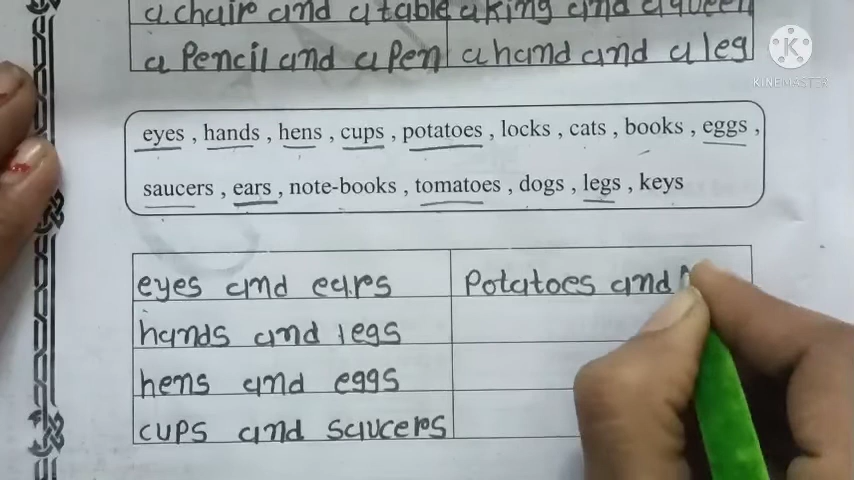 a chair and a table a king and a queen
a Pencil and a Pen a hand and a leg
K
KINEMASTER
eyes , hands , hens , cups , potatoes , locks , cats , books , eggs ,
saucers , ears , note-books , tomatoes , dogs , legs , keys
eyes and ears Potatoes and
hands and legs
hens and eggs
cups and saucers